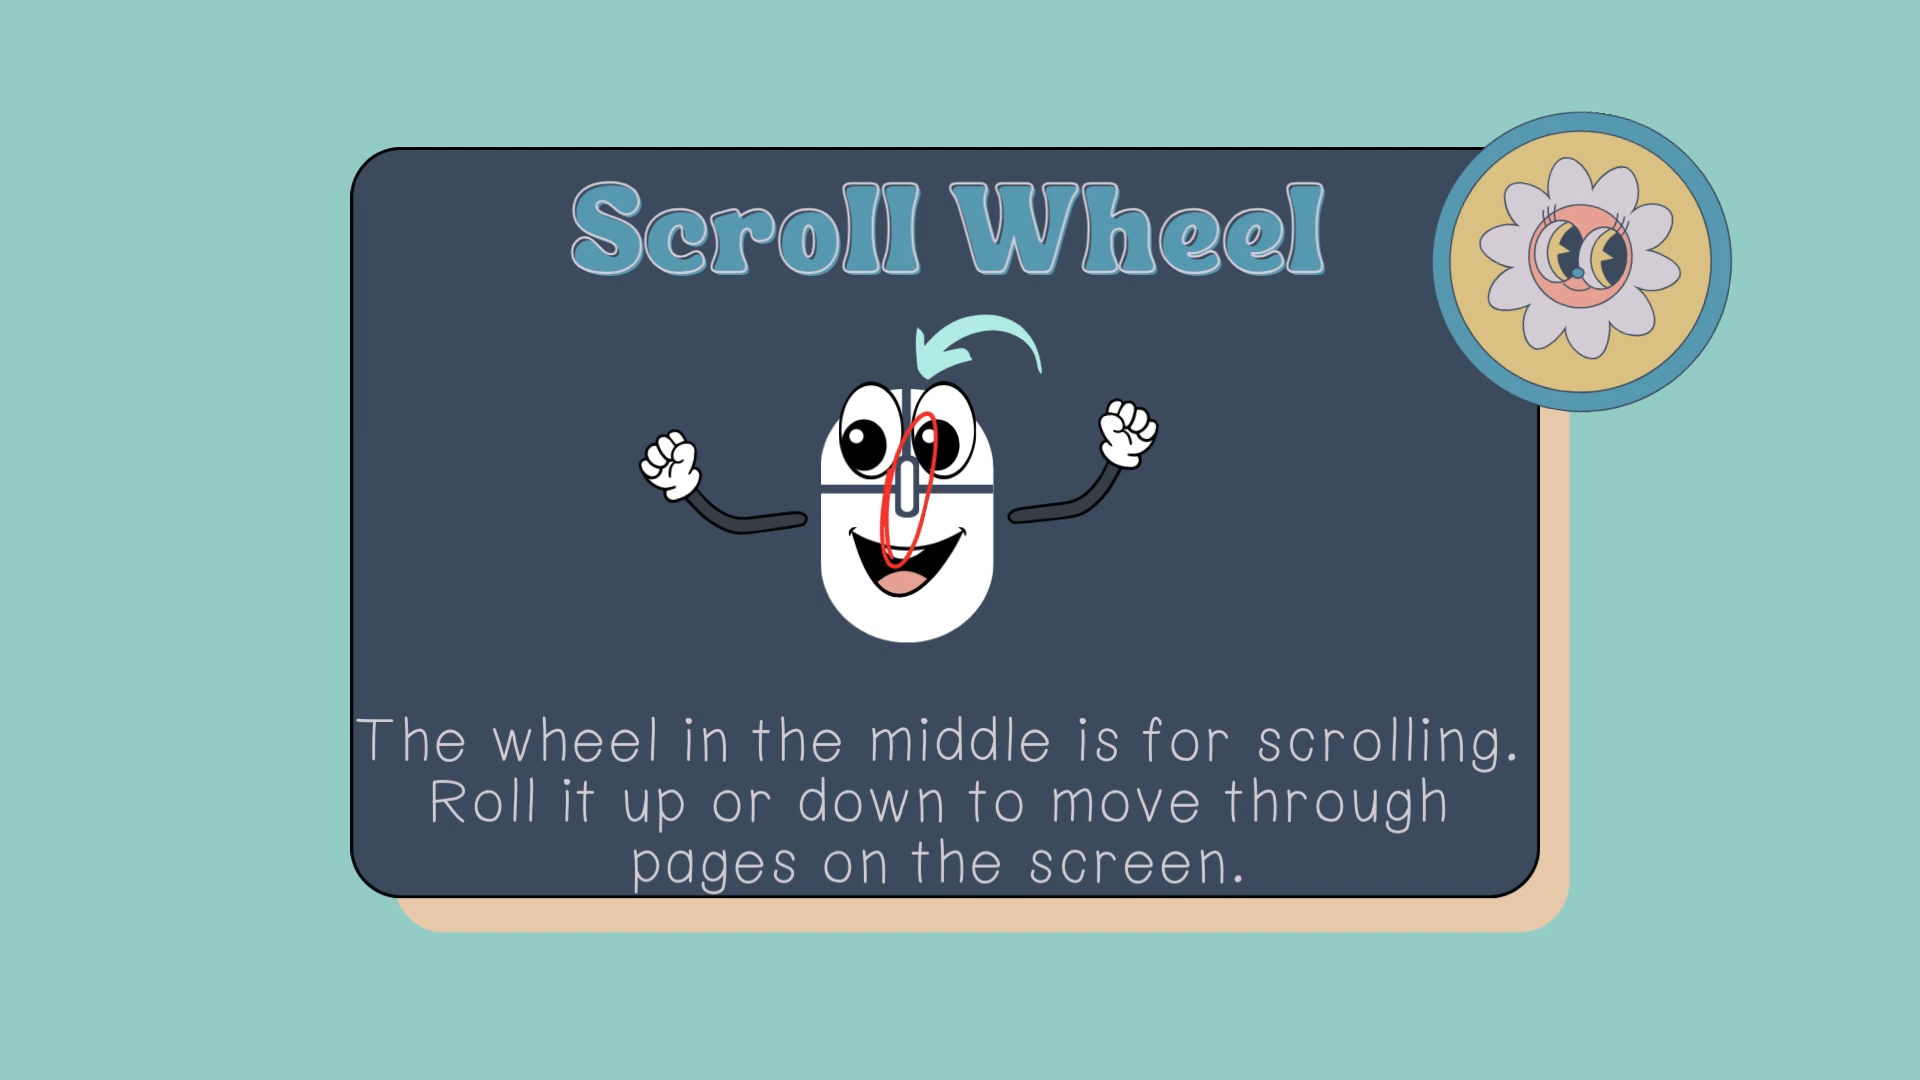 Scroll Wheel
The wheel in the middle is for scrolling.
Roll it up or down to move through
pages on the screen.